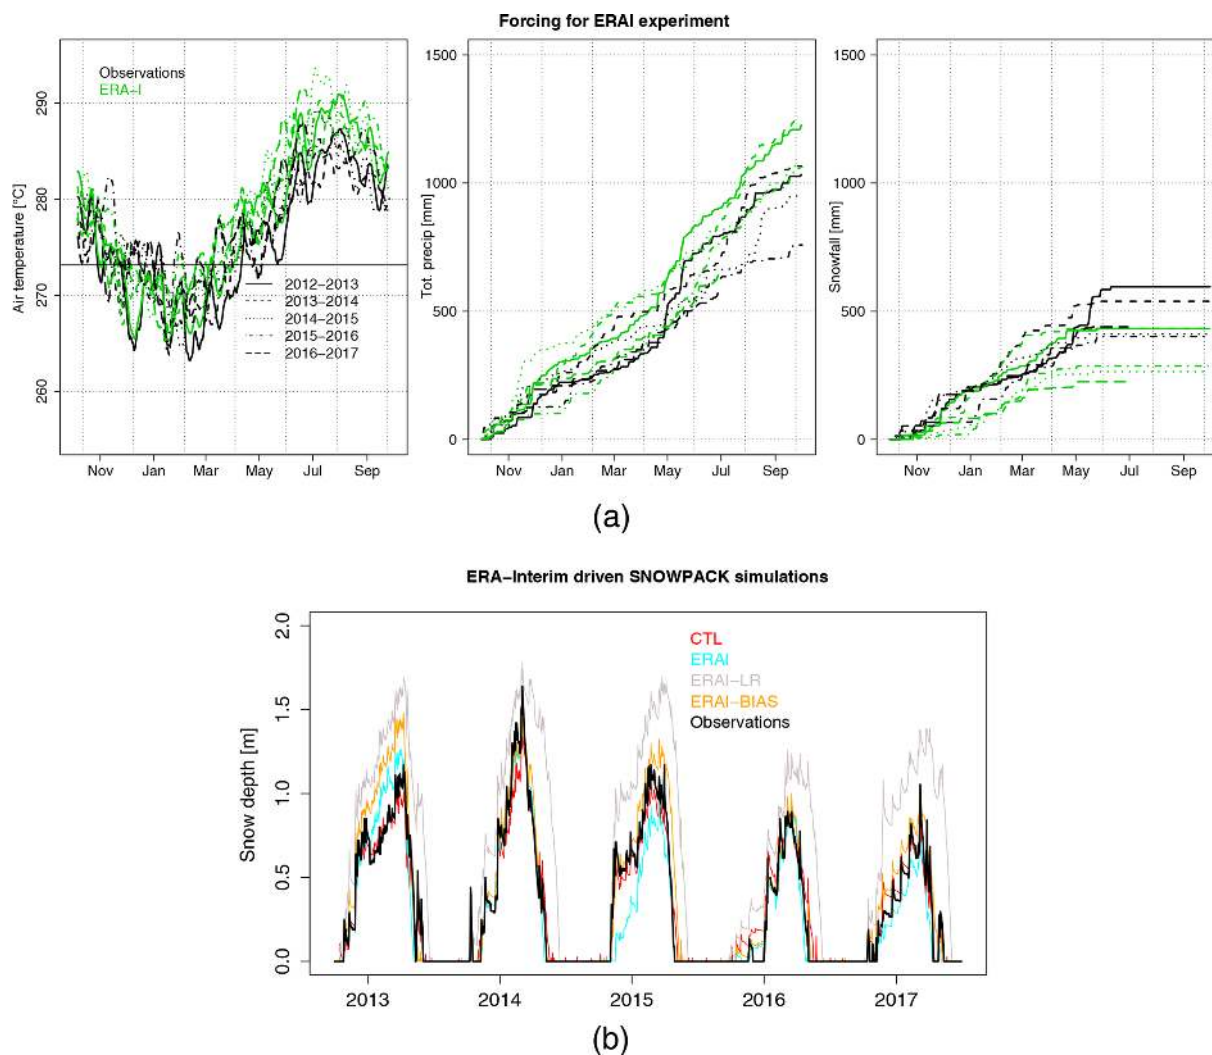 Forcing for ERAI experiment
Observations
ERA-I
2012-2013
2013-2014
2014-2015
2015-2016
2016-2017
Air temperature [°C]
260
270
280
290
Nov Jan Mar May Jul Sep
Tot. precip [mm]
0
500
1000
1500
Nov Jan Mar May Jul Sep
Snowfall [mm]
0
500
1000
1500
Nov Jan Mar May Jul Sep
(a)
ERA-Interim driven SNOWPACK simulations
CTL
ERAI
ERAI-LR
ERAI-BIAS
Observations
Snow depth [m]
0.0
0.5
1.0
1.5
2.0
2013 2014 2015 2016 2017
(b)